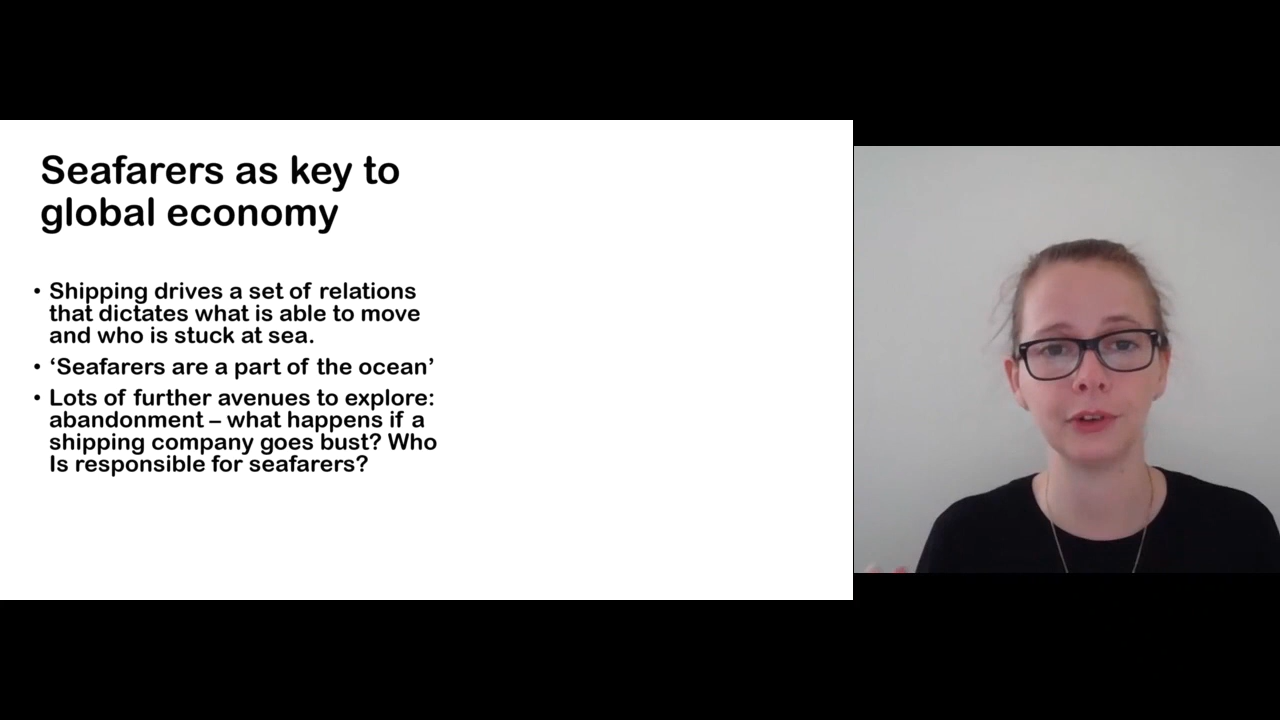 Seafarers as key to
global economy
• Shipping drives a set of relations
that dictates what is able to move
and who is stuck at sea.
• ‘Seafarers are a part of the ocean’
• Lots of further avenues to explore:
abandonment – what happens if a
shipping company goes bust? Who
Is responsible for seafarers?